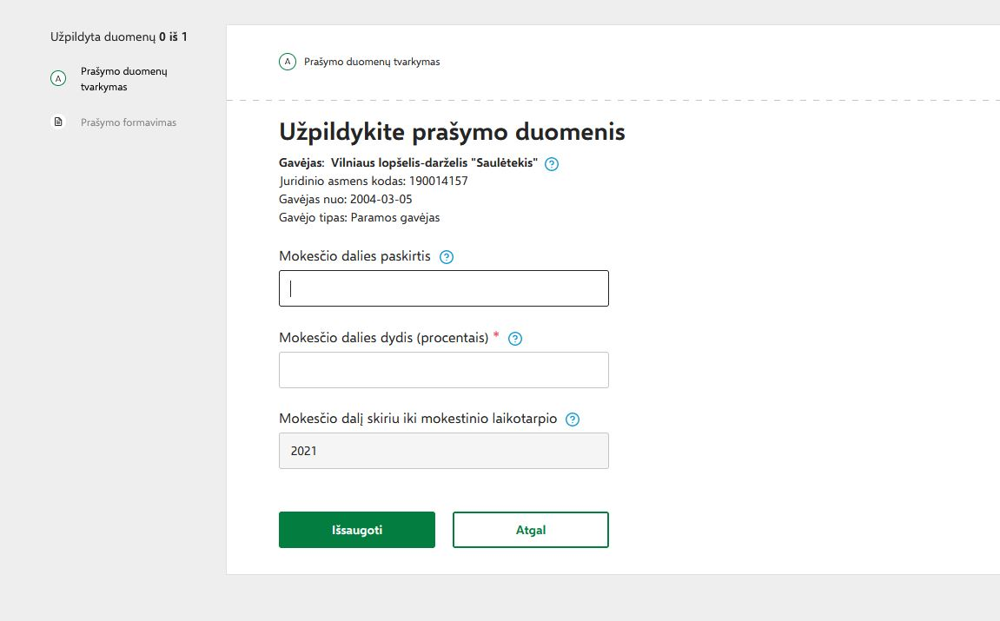 Užpildyta duomenų 0 iš 1
A
Prašymo duomenų
tvarkymas
Prašymo formavimas
A Prašymo duomenų tvarkymas
Užpildykite prašymo duomenis
Gavėjas: Vilniaus lopšelis-darželis "Saulėtekis" ?
Juridinio asmens kodas: 190014157
Gavėjas nuo: 2004-03-05
Gavėjo tipas: Paramos gavėjas
Mokesčio dalies paskirtis ?
Mokesčio dalies dydis (procentais) * ?
Mokesčio dalį skiriu iki mokestinio laikotarpio ?
2021
Išsaugoti
Atgal